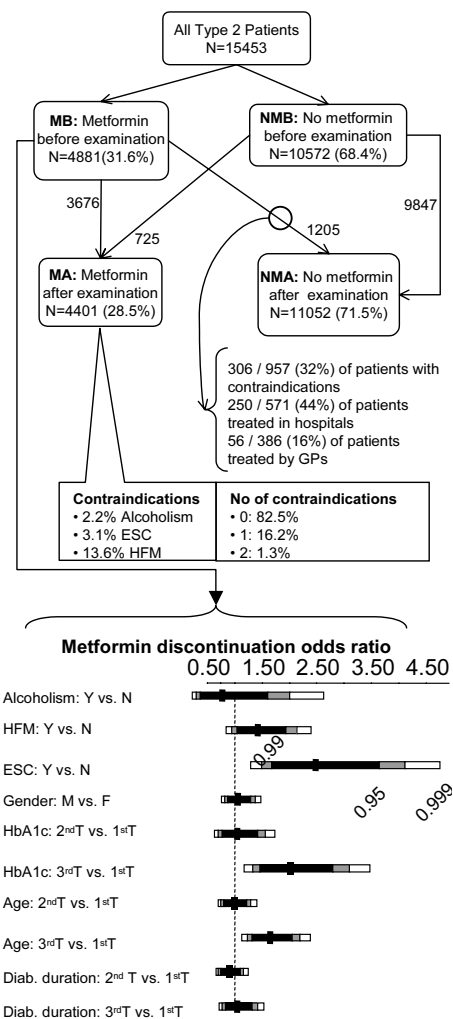 All Type 2 Patients
N=15453
MB: Metformin
before examination
N=4881(31.6%)
NMB: No metformin
before examination
N=10572 (68.4%)
3676
725
1205
9847
MA: Metformin
after examination
N=4401 (28.5%)
NMA: No metformin
after examination
N=11052 (71.5%)
306 / 957 (32%) of patients with
contraindications
250 / 571 (44%) of patients
treated in hospitals
56 / 386 (16%) of patients
treated by GPs
Contraindications
• 2.2% Alcoholism
• 3.1% ESC
• 13.6% HFM
No of contraindications
• 0: 82.5%
• 1: 16.2%
• 2: 1.3%
Metformin discontinuation odds ratio
0.50 1.50 2.50 3.50 4.50
Alcoholism: Y vs. N
HFM: Y vs. N
0.99
ESC: Y vs. N
0.95
0.999
Gender: M vs. F
HbA1c: 2ndT vs. 1stT
HbA1c: 3rdT vs. 1stT
Age: 2ndT vs. 1stT
Age: 3rdT vs. 1stT
Diab. duration: 2nd T vs. 1stT
Diab. duration: 3rdT vs. 1stT